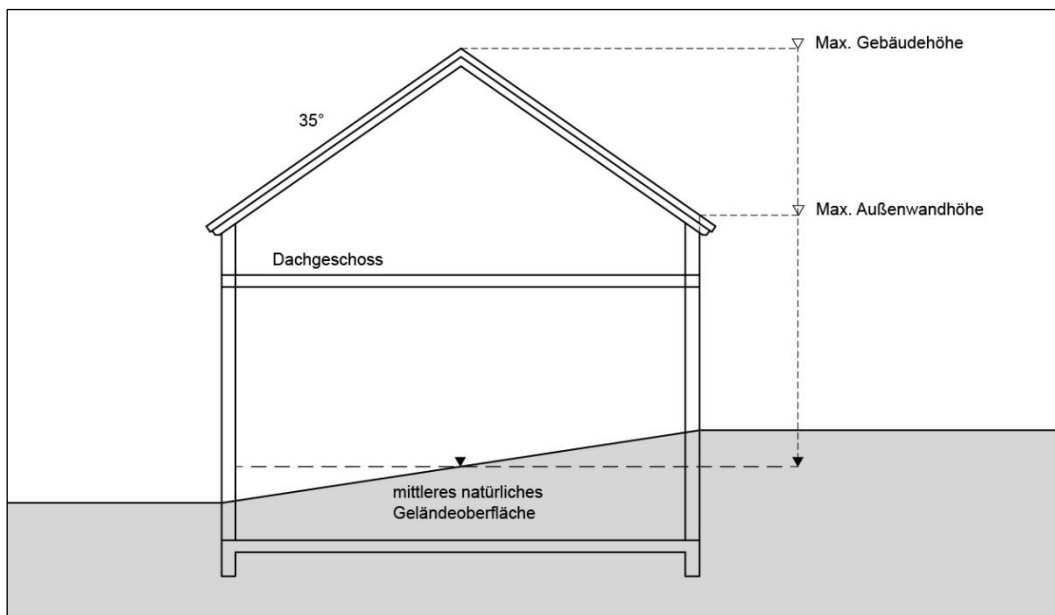 Max. Gebäudehöhe
35°
Max. Außenwandhöhe
Dachgeschoss
mittleres natürliches
Geländeoberfläche